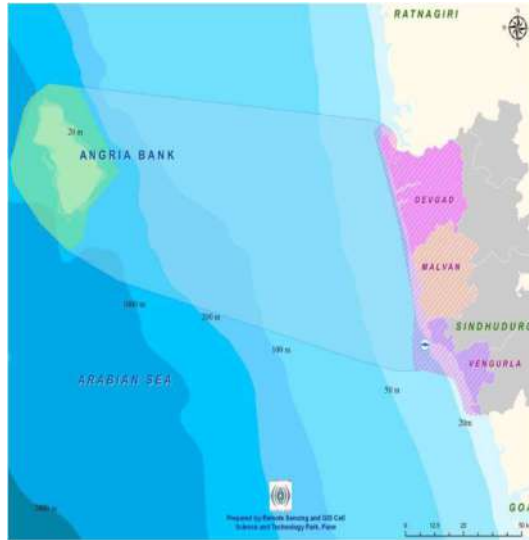 RATNAGIRI
20 m
ANGRIA BANK
DEVGAD
MALVAN
1000 m
200 m
SINDHUDURG
100 m
VENGURLA
ARABIAN SEA
50 m
20m
GOA
Prepared by Remote Sensing and GIS Cell
Science and Technology Park, Pune
0 12.5 25 50